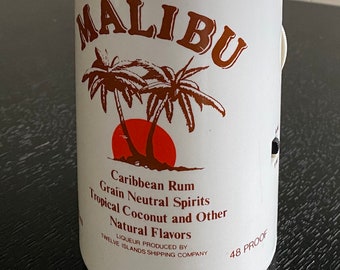 MALIBU
Caribbean Rum
Grain Neutral Spirits
Tropical Coconut and Other
Natural Flavors
LIQUEUR PRODUCED BY
TWELVE ISLANDS SHIPPING COMPANY
48 PROOF